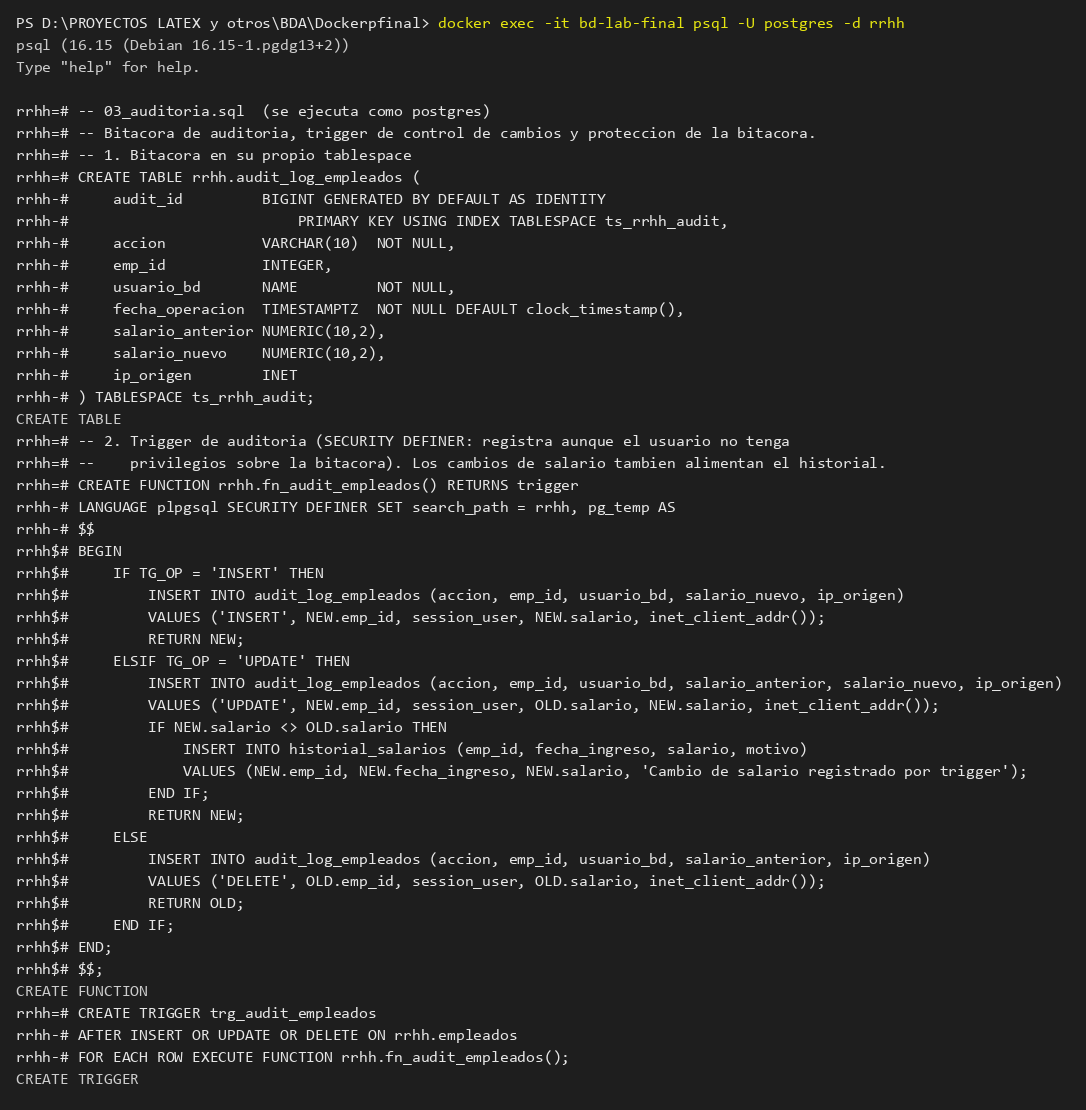 PS D:\PROYECTOS LATEX y otros\BDA\Dockerpfinal> docker exec -it bd-lab-final psql -U postgres -d rrhh
psql (16.15 (Debian 16.15-1.pgdg13+2))
Type "help" for help.

rrhh=# -- 03_auditoria.sql  (se ejecuta como postgres)
rrhh=# -- Bitacora de auditoria, trigger de control de cambios y proteccion de la bitacora.
rrhh=# -- 1. Bitacora en su propio tablespace
rrhh=# CREATE TABLE rrhh.audit_log_empleados (
rrhh-#     audit_id         BIGINT GENERATED BY DEFAULT AS IDENTITY
rrhh-#                          PRIMARY KEY USING INDEX TABLESPACE ts_rrhh_audit,
rrhh-#     accion           VARCHAR(10)  NOT NULL,
rrhh-#     emp_id           INTEGER,
rrhh-#     usuario_bd       NAME         NOT NULL,
rrhh-#     fecha_operacion  TIMESTAMPTZ  NOT NULL DEFAULT clock_timestamp(),
rrhh-#     salario_anterior NUMERIC(10,2),
rrhh-#     salario_nuevo    NUMERIC(10,2),
rrhh-#     ip_origen        INET
rrhh-# ) TABLESPACE ts_rrhh_audit;
CREATE TABLE
rrhh=# -- 2. Trigger de auditoria (SECURITY DEFINER: registra aunque el usuario no tenga
rrhh=# --    privilegios sobre la bitacora). Los cambios de salario tambien alimentan el historial.
rrhh=# CREATE FUNCTION rrhh.fn_audit_empleados() RETURNS trigger
rrhh-# LANGUAGE plpgsql SECURITY DEFINER SET search_path = rrhh, pg_temp AS
rrhh-# $$
rrhh$# BEGIN
rrhh$#     IF TG_OP = 'INSERT' THEN
rrhh$#         INSERT INTO audit_log_empleados (accion, emp_id, usuario_bd, salario_nuevo, ip_origen)
rrhh$#         VALUES ('INSERT', NEW.emp_id, session_user, NEW.salario, inet_client_addr());
rrhh$#         RETURN NEW;
rrhh$#     ELSIF TG_OP = 'UPDATE' THEN
rrhh$#         INSERT INTO audit_log_empleados (accion, emp_id, usuario_bd, salario_anterior, salario_nuevo, ip_origen)
rrhh$#         VALUES ('UPDATE', NEW.emp_id, session_user, OLD.salario, NEW.salario, inet_client_addr());
rrhh$#         IF NEW.salario <> OLD.salario THEN
rrhh$#             INSERT INTO historial_salarios (emp_id, fecha_ingreso, salario, motivo)
rrhh$#             VALUES (NEW.emp_id, NEW.fecha_ingreso, NEW.salario, 'Cambio de salario registrado por trigger');
rrhh$#         END IF;
rrhh$#         RETURN NEW;
rrhh$#     ELSE
rrhh$#         INSERT INTO audit_log_empleados (accion, emp_id, usuario_bd, salario_anterior, ip_origen)
rrhh$#         VALUES ('DELETE', OLD.emp_id, session_user, OLD.salario, inet_client_addr());
rrhh$#         RETURN OLD;
rrhh$#     END IF;
rrhh$# END;
rrhh$# $$;
CREATE FUNCTION
rrhh=# CREATE TRIGGER trg_audit_empleados
rrhh-# AFTER INSERT OR UPDATE OR DELETE ON rrhh.empleados
rrhh-# FOR EACH ROW EXECUTE FUNCTION rrhh.fn_audit_empleados();
CREATE TRIGGER